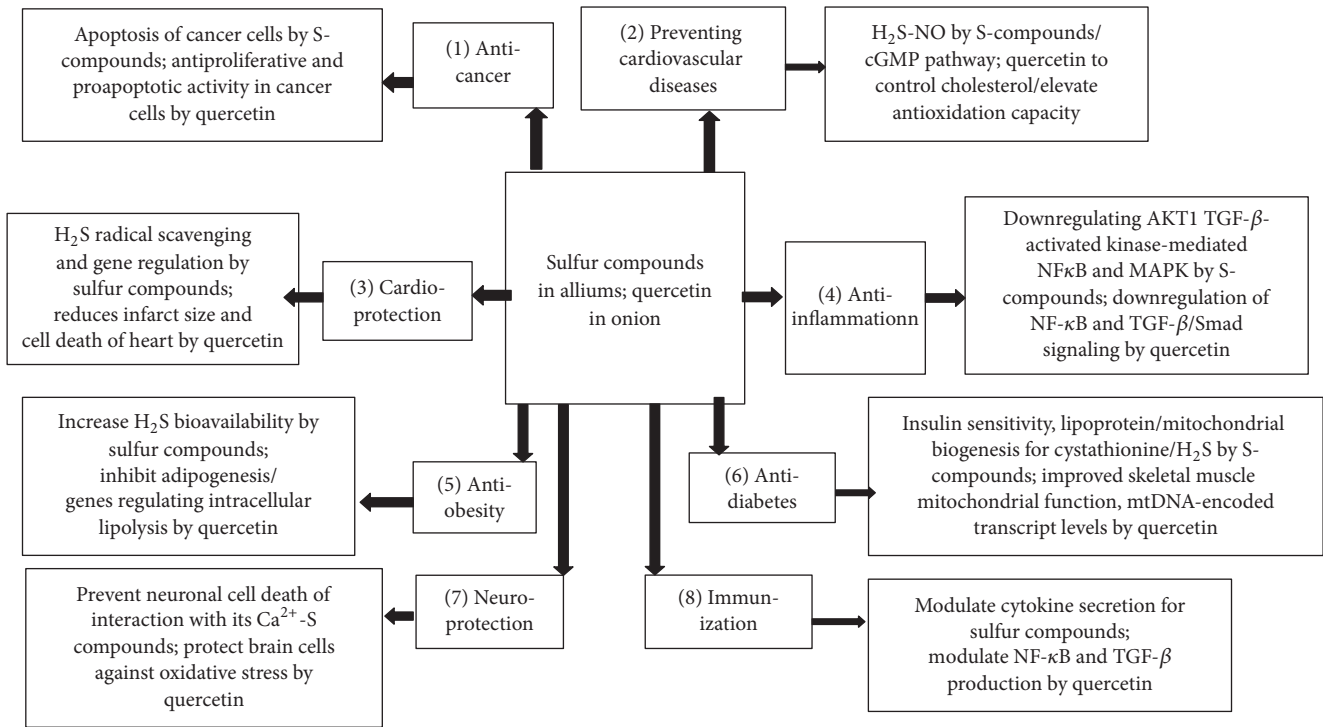 Apoptosis of cancer cells by S-
compounds; antiproliferative and
proapoptotic activity in cancer
cells by quercetin
(1) Anti-
cancer
(2) Preventing
cardiovascular
diseases
H₂S-NO by S-compounds/
cGMP pathway; quercetin to
control cholesterol/elevate
antioxidation capacity
H₂S radical scavenging
and gene regulation by
sulfur compounds;
reduces infarct size and
cell death of heart by quercetin
(3) Cardio-
protection
Sulfur compounds
in alliums; quercetin
in onion
(4) Anti-
inflammationn
Downregulating AKT1 TGF-β-
activated kinase-mediated
NFκB and MAPK by S-
compounds; downregulation of
NF-κB and TGF-β/Smad
signaling by quercetin
Increase H₂S bioavailability by
sulfur compounds;
inhibit adipogenesis/
genes regulating intracellular
lipolysis by quercetin
(5) Anti-
obesity
(6) Anti-
diabetes
Insulin sensitivity, lipoprotein/mitochondrial
biogenesis for cystathionine/H₂S by S-
compounds; improved skeletal muscle
mitochondrial function, mtDNA-encoded
transcript levels by quercetin
Prevent neuronal cell death of
interaction with its Ca²⁺-S
compounds; protect brain cells
against oxidative stress by
quercetin
(7) Neuro-
protection
(8) Immun-
ization
Modulate cytokine secretion for
sulfur compounds;
modulate NF-κB and TGF-β
production by quercetin